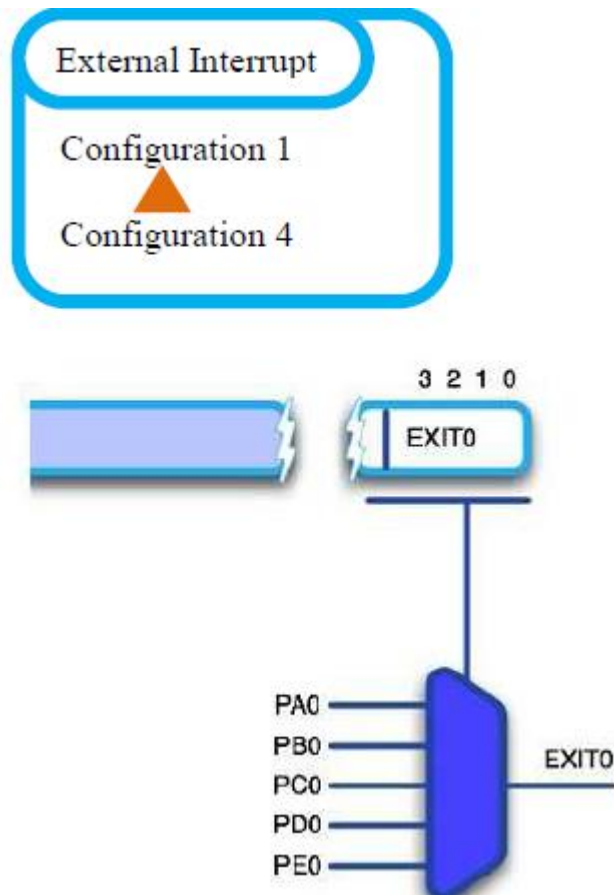 External Interrupt
Configuration 1
Configuration 4
3 2 1 0
EXIT0
PA0
PB0
PC0
EXIT0
PD0
PE0